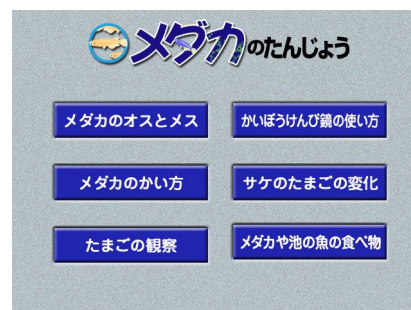 メダカのたんじょう
メダカのオスとメス
かいぼうけんび鏡の使い方
メダカのかい方
サケのたまごの変化
たまごの観察
メダカや池の魚の食べ物